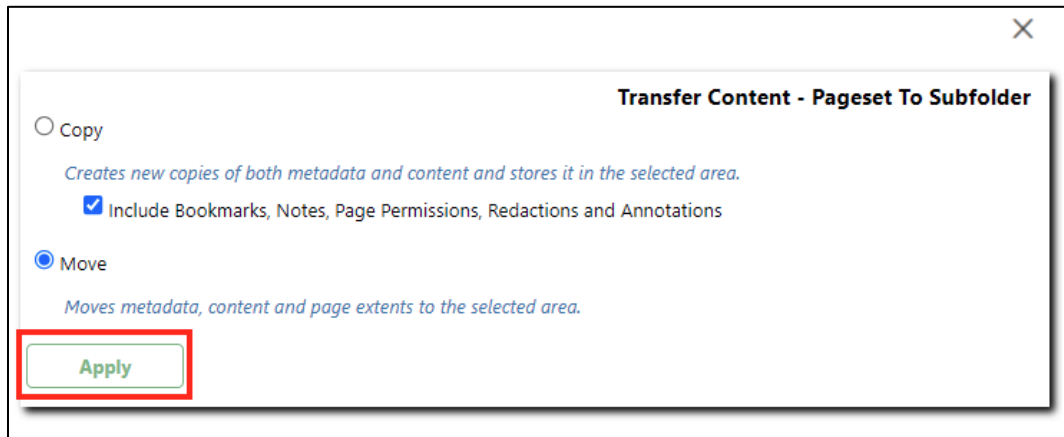 Transfer Content - Pageset To Subfolder
Copy
Creates new copies of both metadata and content and stores it in the selected area.
Include Bookmarks, Notes, Page Permissions, Redactions and Annotations
Move
Moves metadata, content and page extents to the selected area.
Apply